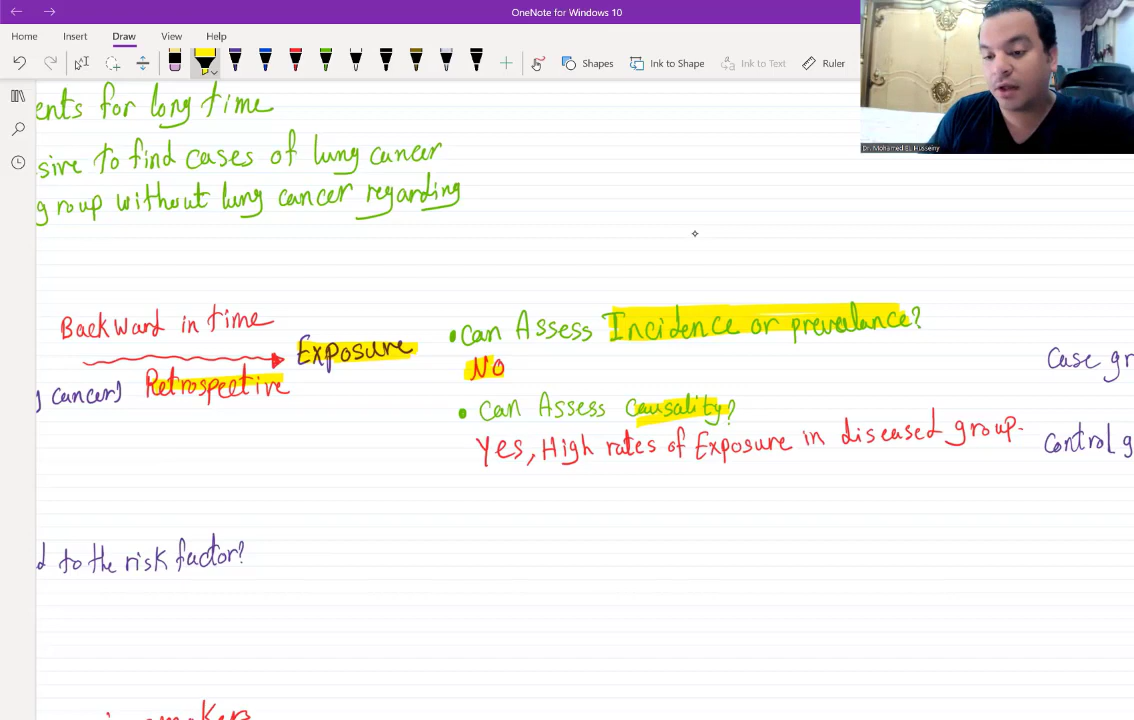 OneNote for Windows 10
Home Insert Draw View Help
Shapes Ink to Shape Ink to Text Ruler
Dr. Mohamed EL Husseiny
ents for long time
sive to find cases of lung cancer
group without lung cancer regarding
Backward in time
Exposure
cancer) Retrospective
•Can Assess Incidence or prevalance?
No
• Can Assess Causality?
Yes, High rates of Exposure in diseased group.
Case gr
Control g
d to the risk factor?
smokers